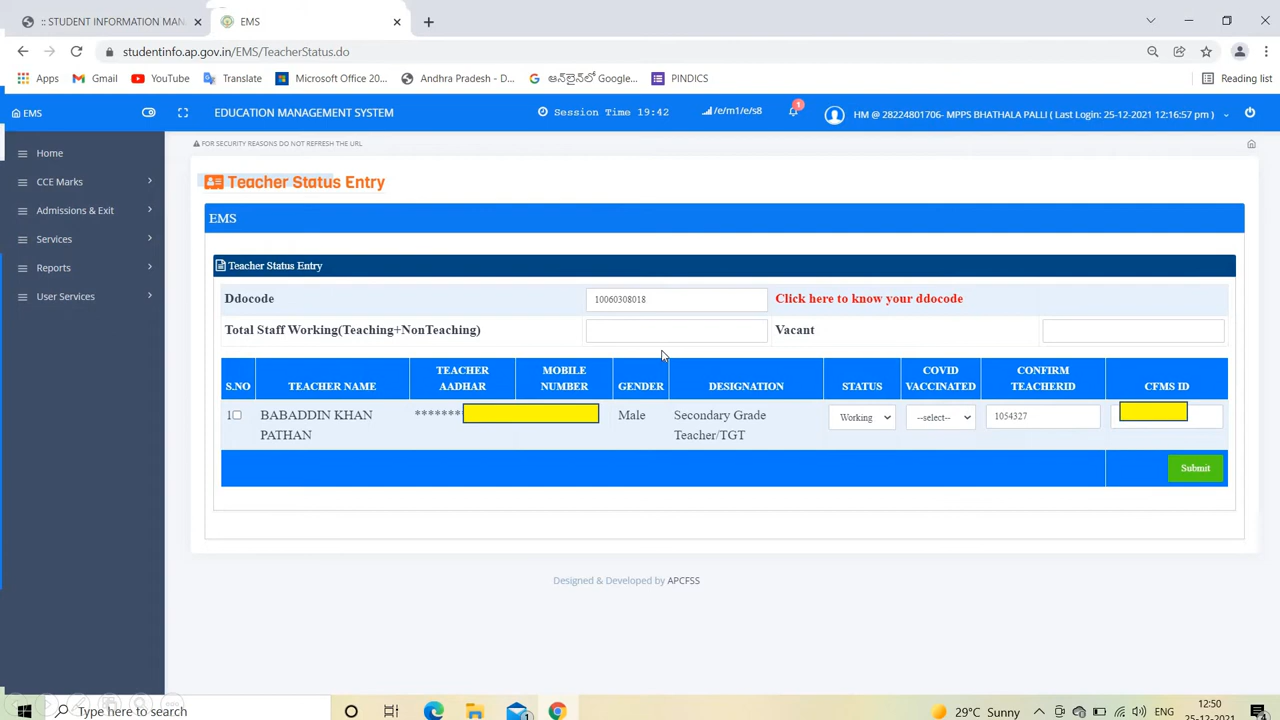 :: STUDENT INFORMATION MAN
EMS
studentinfo.ap.gov.in/EMS/TeacherStatus.do
Apps
Gmail
YouTube
Translate
Microsoft Office 20...
Andhra Pradesh - D...
ఆన్‌లైన్‌లో Google...
PINDICS
Reading list
EMS
EDUCATION MANAGEMENT SYSTEM
Session Time 19:42
/e/m1/e/s8
1
HM @ 28224801706- MPPS BHATHALA PALLI ( Last Login: 25-12-2021 12:16:57 pm )
FOR SECURITY REASONS DO NOT REFRESH THE URL
Home
CCE Marks
Admissions & Exit
Services
Reports
User Services
Teacher Status Entry
EMS
Teacher Status Entry
Ddocode 10060308018 Click here to know your ddocode
Total Staff Working(Teaching+NonTeaching) Vacant
S.NO TEACHER NAME TEACHER AADHAR MOBILE NUMBER GENDER DESIGNATION STATUS COVID VACCINATED CONFIRM TEACHERID CFMS ID
1 BABADDIN KHAN PATHAN ******* Male Secondary Grade Teacher/TGT Working --select-- 1054327
Submit
Designed & Developed by APCFSS
Type here to search
1
29°C Sunny
12:50
25-12-2021